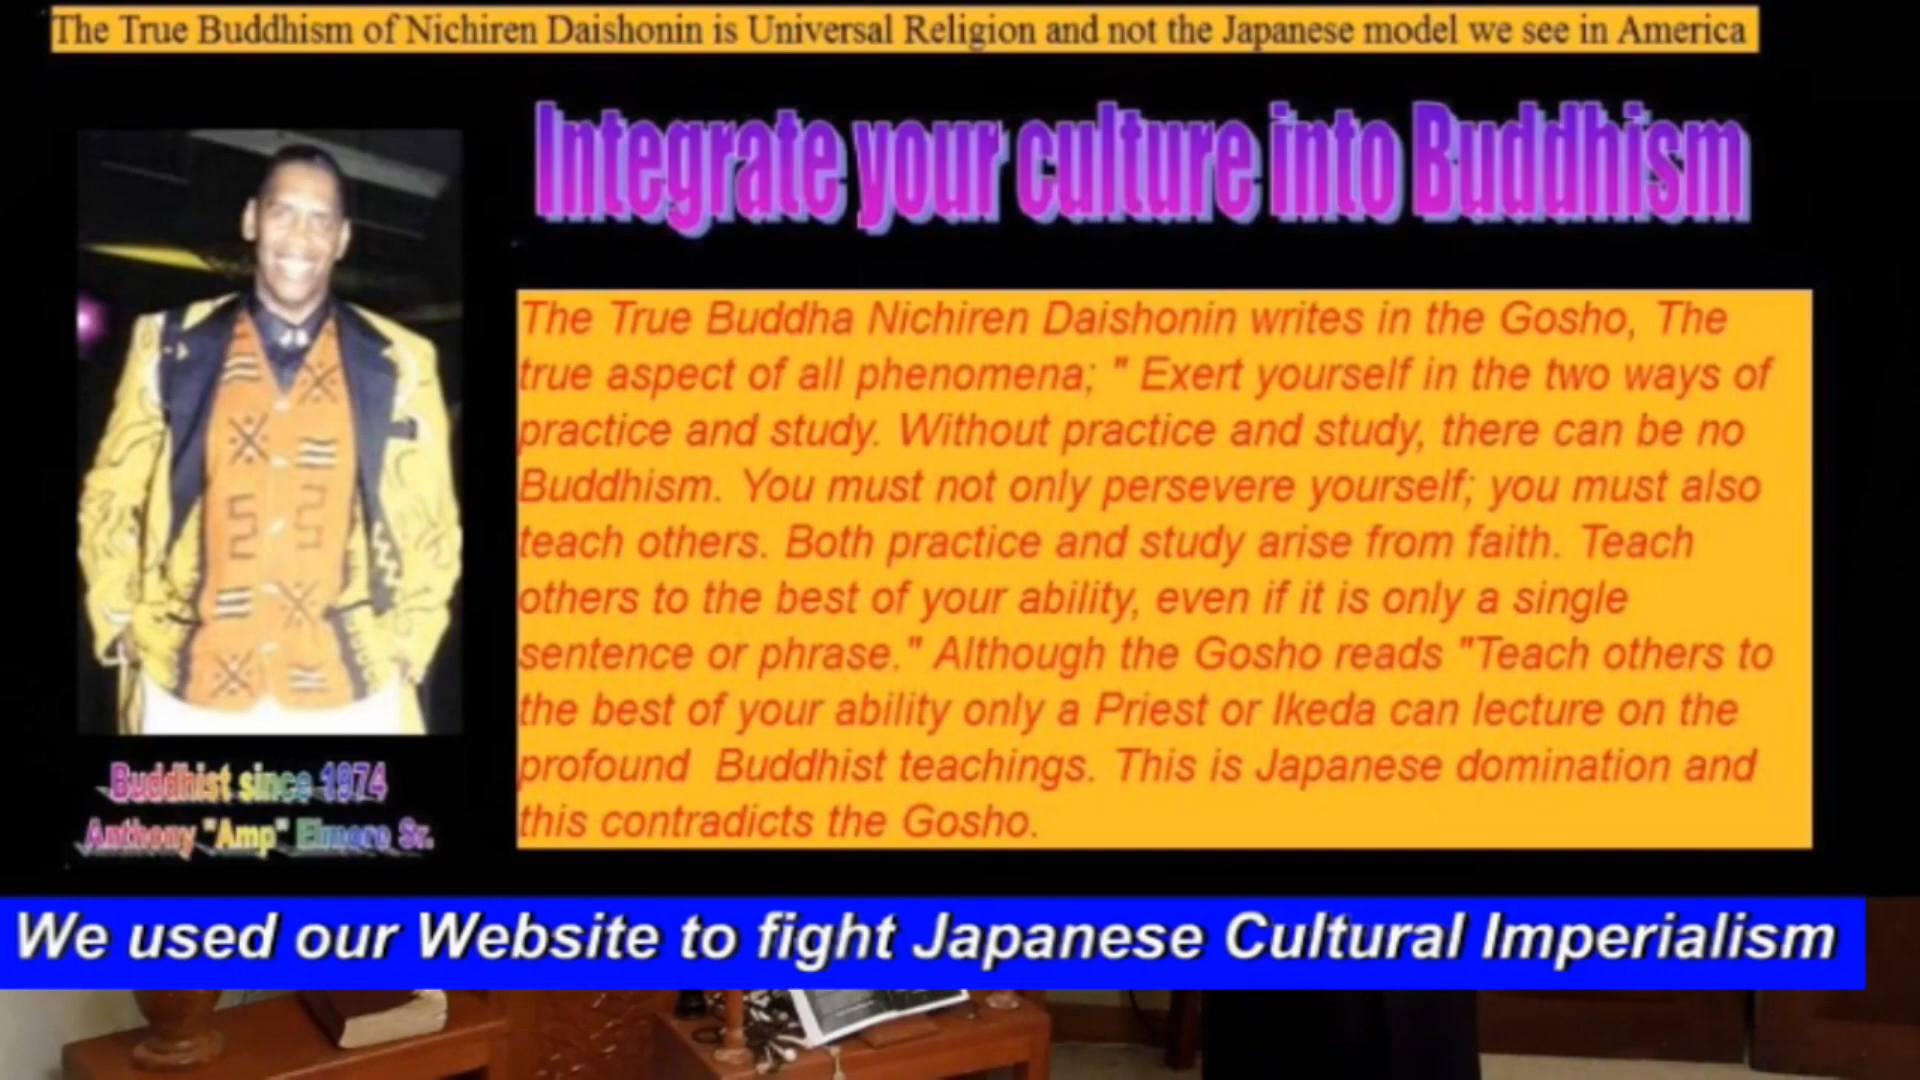 The True Buddhism of Nichiren Daishonin is Universal Religion and not the Japanese model we see in America
Integrate your culture into Buddhism
The True Buddha Nichiren Daishonin writes in the Gosho, The
true aspect of all phenomena; " Exert yourself in the two ways of
practice and study. Without practice and study, there can be no
Buddhism. You must not only persevere yourself; you must also
teach others. Both practice and study arise from faith. Teach
others to the best of your ability, even if it is only a single
sentence or phrase." Although the Gosho reads "Teach others to
the best of your ability only a Priest or Ikeda can lecture on the
profound Buddhist teachings. This is Japanese domination and
this contradicts the Gosho.
Buddhist since 1974
Anthony "Amp" Elmore Sr.
We used our Website to fight Japanese Cultural Imperialism